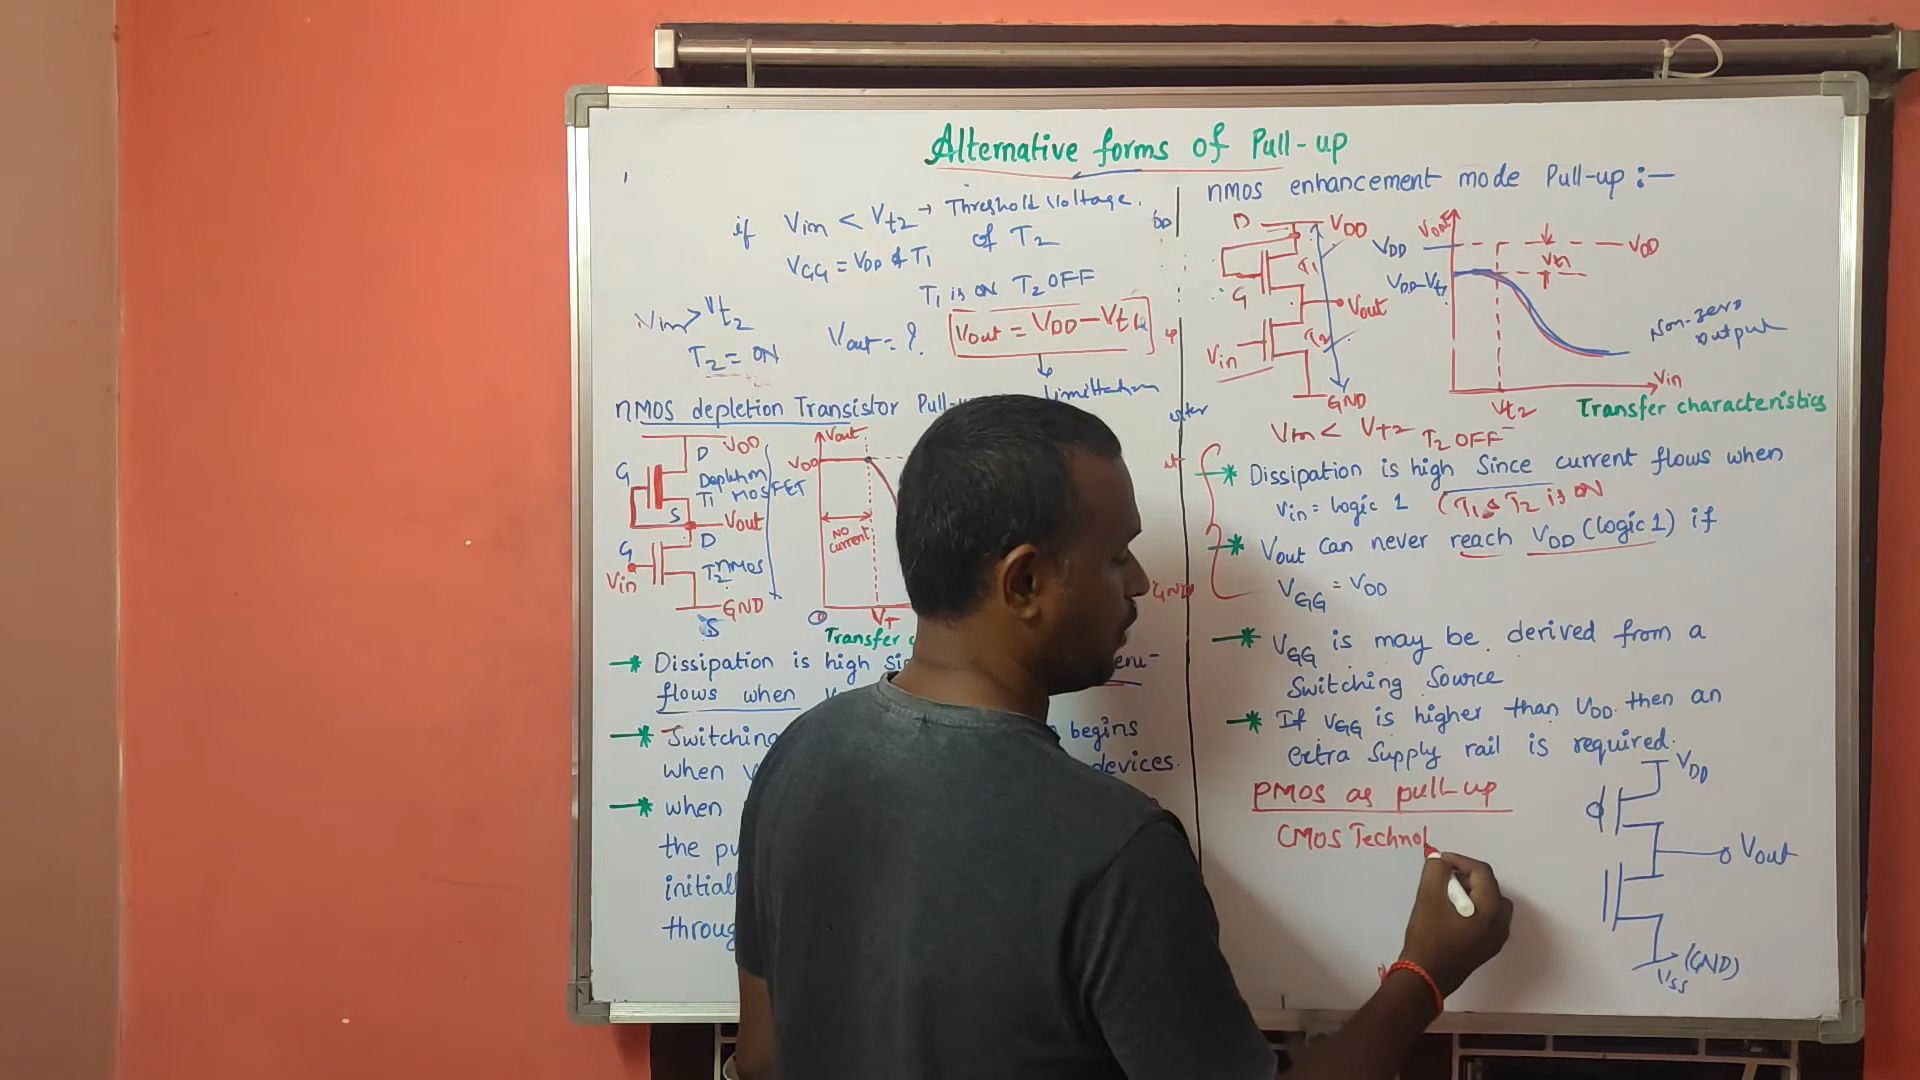 Alternative forms of Pull-up
if Vin < Vt2 → Threshold Voltage.
of T2
VGG = VDD & T1
T1 is ON T2 OFF
Vin > Vt2
T2 = ON
Vout = ?
Vout = VDD – Vt1
limitation
nMOS depletion Transistor Pull-
VDD
D
G
Depletion
T1 MOSFET
S
Vout
D
G
T2 nMOS
Vin
GND
S
Vout
VDD
NO
current
0
VT
Transfer
Dissipation is high
flows when
Switching begins
when devices.
when
the
through
nmos enhancement mode Pull-up :–
D
VDD
T1
G
Vout
T2
Vin
GND
Vout
VDD
VDD
VDD–Vt1
Vt1
Non-zero
output
Vin
Vt2
Transfer characteristics
Vin < Vt2 T2 OFF
Dissipation is high Since current flows when
Vin = logic 1 (T1 & T2 is ON
Vout can never reach VDD (logic 1) if
VGG = VDD
VGG is may be derived from a
Switching Source
If VGG is higher than VDD then an
extra supply rail is required.
PMOS as pull-up
CMOS Technol
VDD
Vout
(GND)
Vss